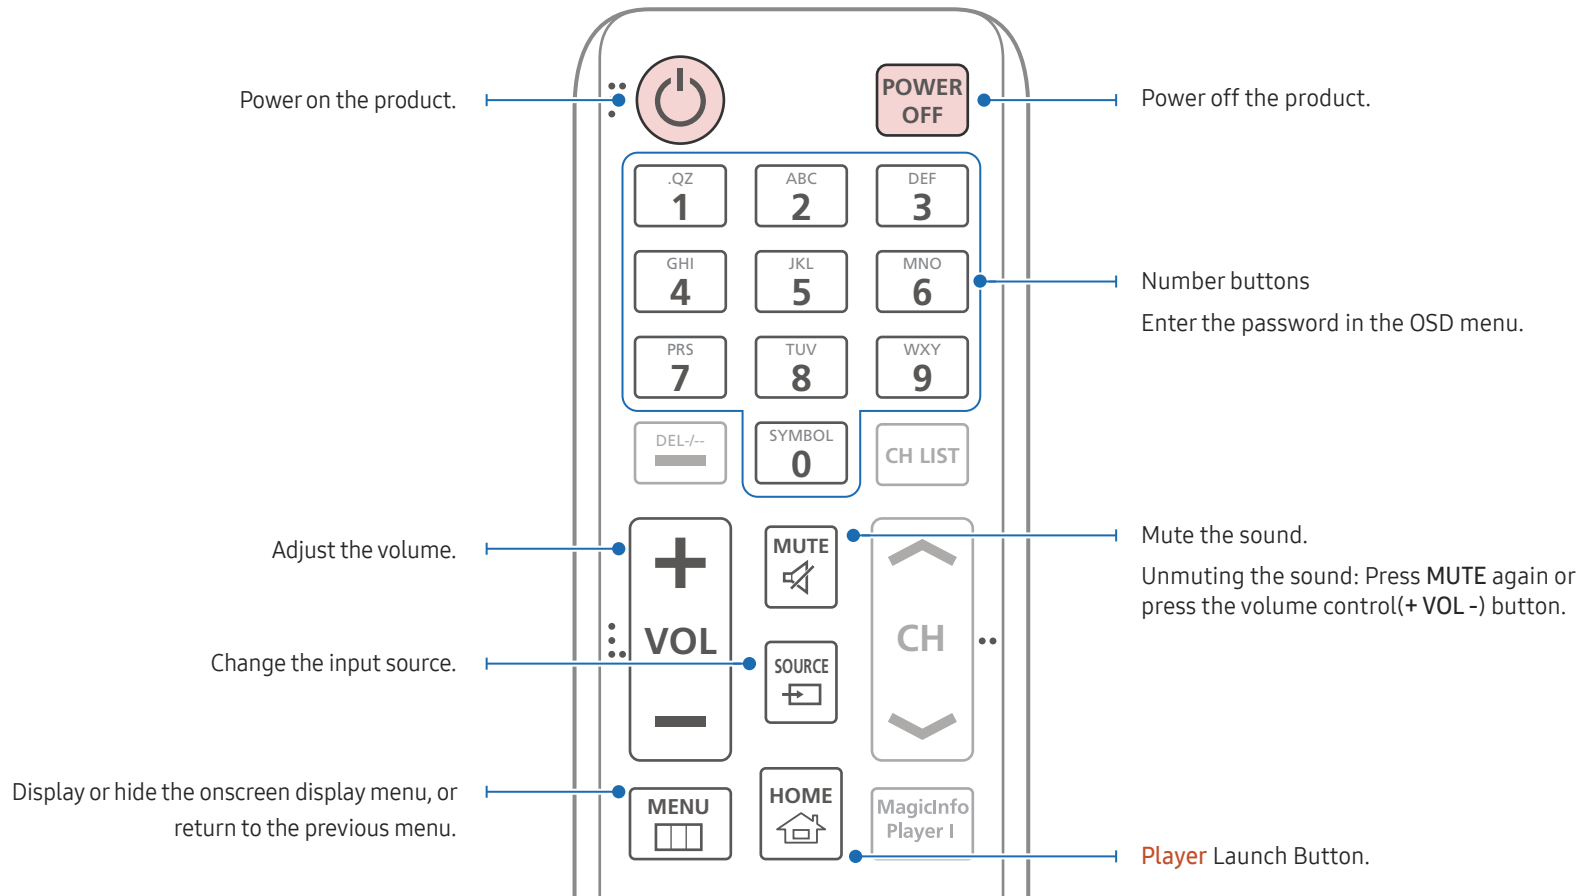 Power on the product.
POWER
OFF
Power off the product.
.QZ
1
ABC
2
DEF
3
GHI
4
JKL
5
MNO
6
Number buttons
Enter the password in the OSD menu.
PRS
7
TUV
8
WXY
9
DEL-/--
SYMBOL
0
CH LIST
Adjust the volume.
+
VOL
-
MUTE
Mute the sound.
Unmuting the sound: Press MUTE again or
press the volume control(+ VOL -) button.
CH
Change the input source.
SOURCE
Display or hide the onscreen display menu, or
return to the previous menu.
MENU
HOME
MagicInfo
Player I
Player Launch Button.